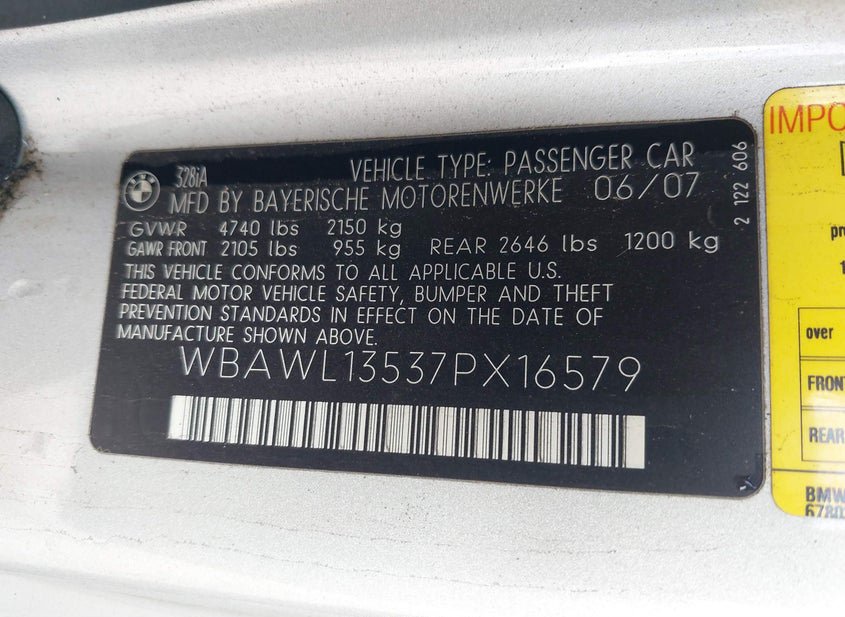 328iA
VEHICLE TYPE: PASSENGER CAR
MFD BY BAYERISCHE MOTORENWERKE 06/07
GVWR 4740 lbs 2150 kg
GAWR FRONT 2105 lbs 955 kg REAR 2646 lbs 1200 kg
THIS VEHICLE CONFORMS TO ALL APPLICABLE U.S.
FEDERAL MOTOR VEHICLE SAFETY, BUMPER AND THEFT
PREVENTION STANDARDS IN EFFECT ON THE DATE OF
MANUFACTURE SHOWN ABOVE.
WBAWL13537PX16579
2 122 606
IMPO
over
FRONT
REAR
BMW